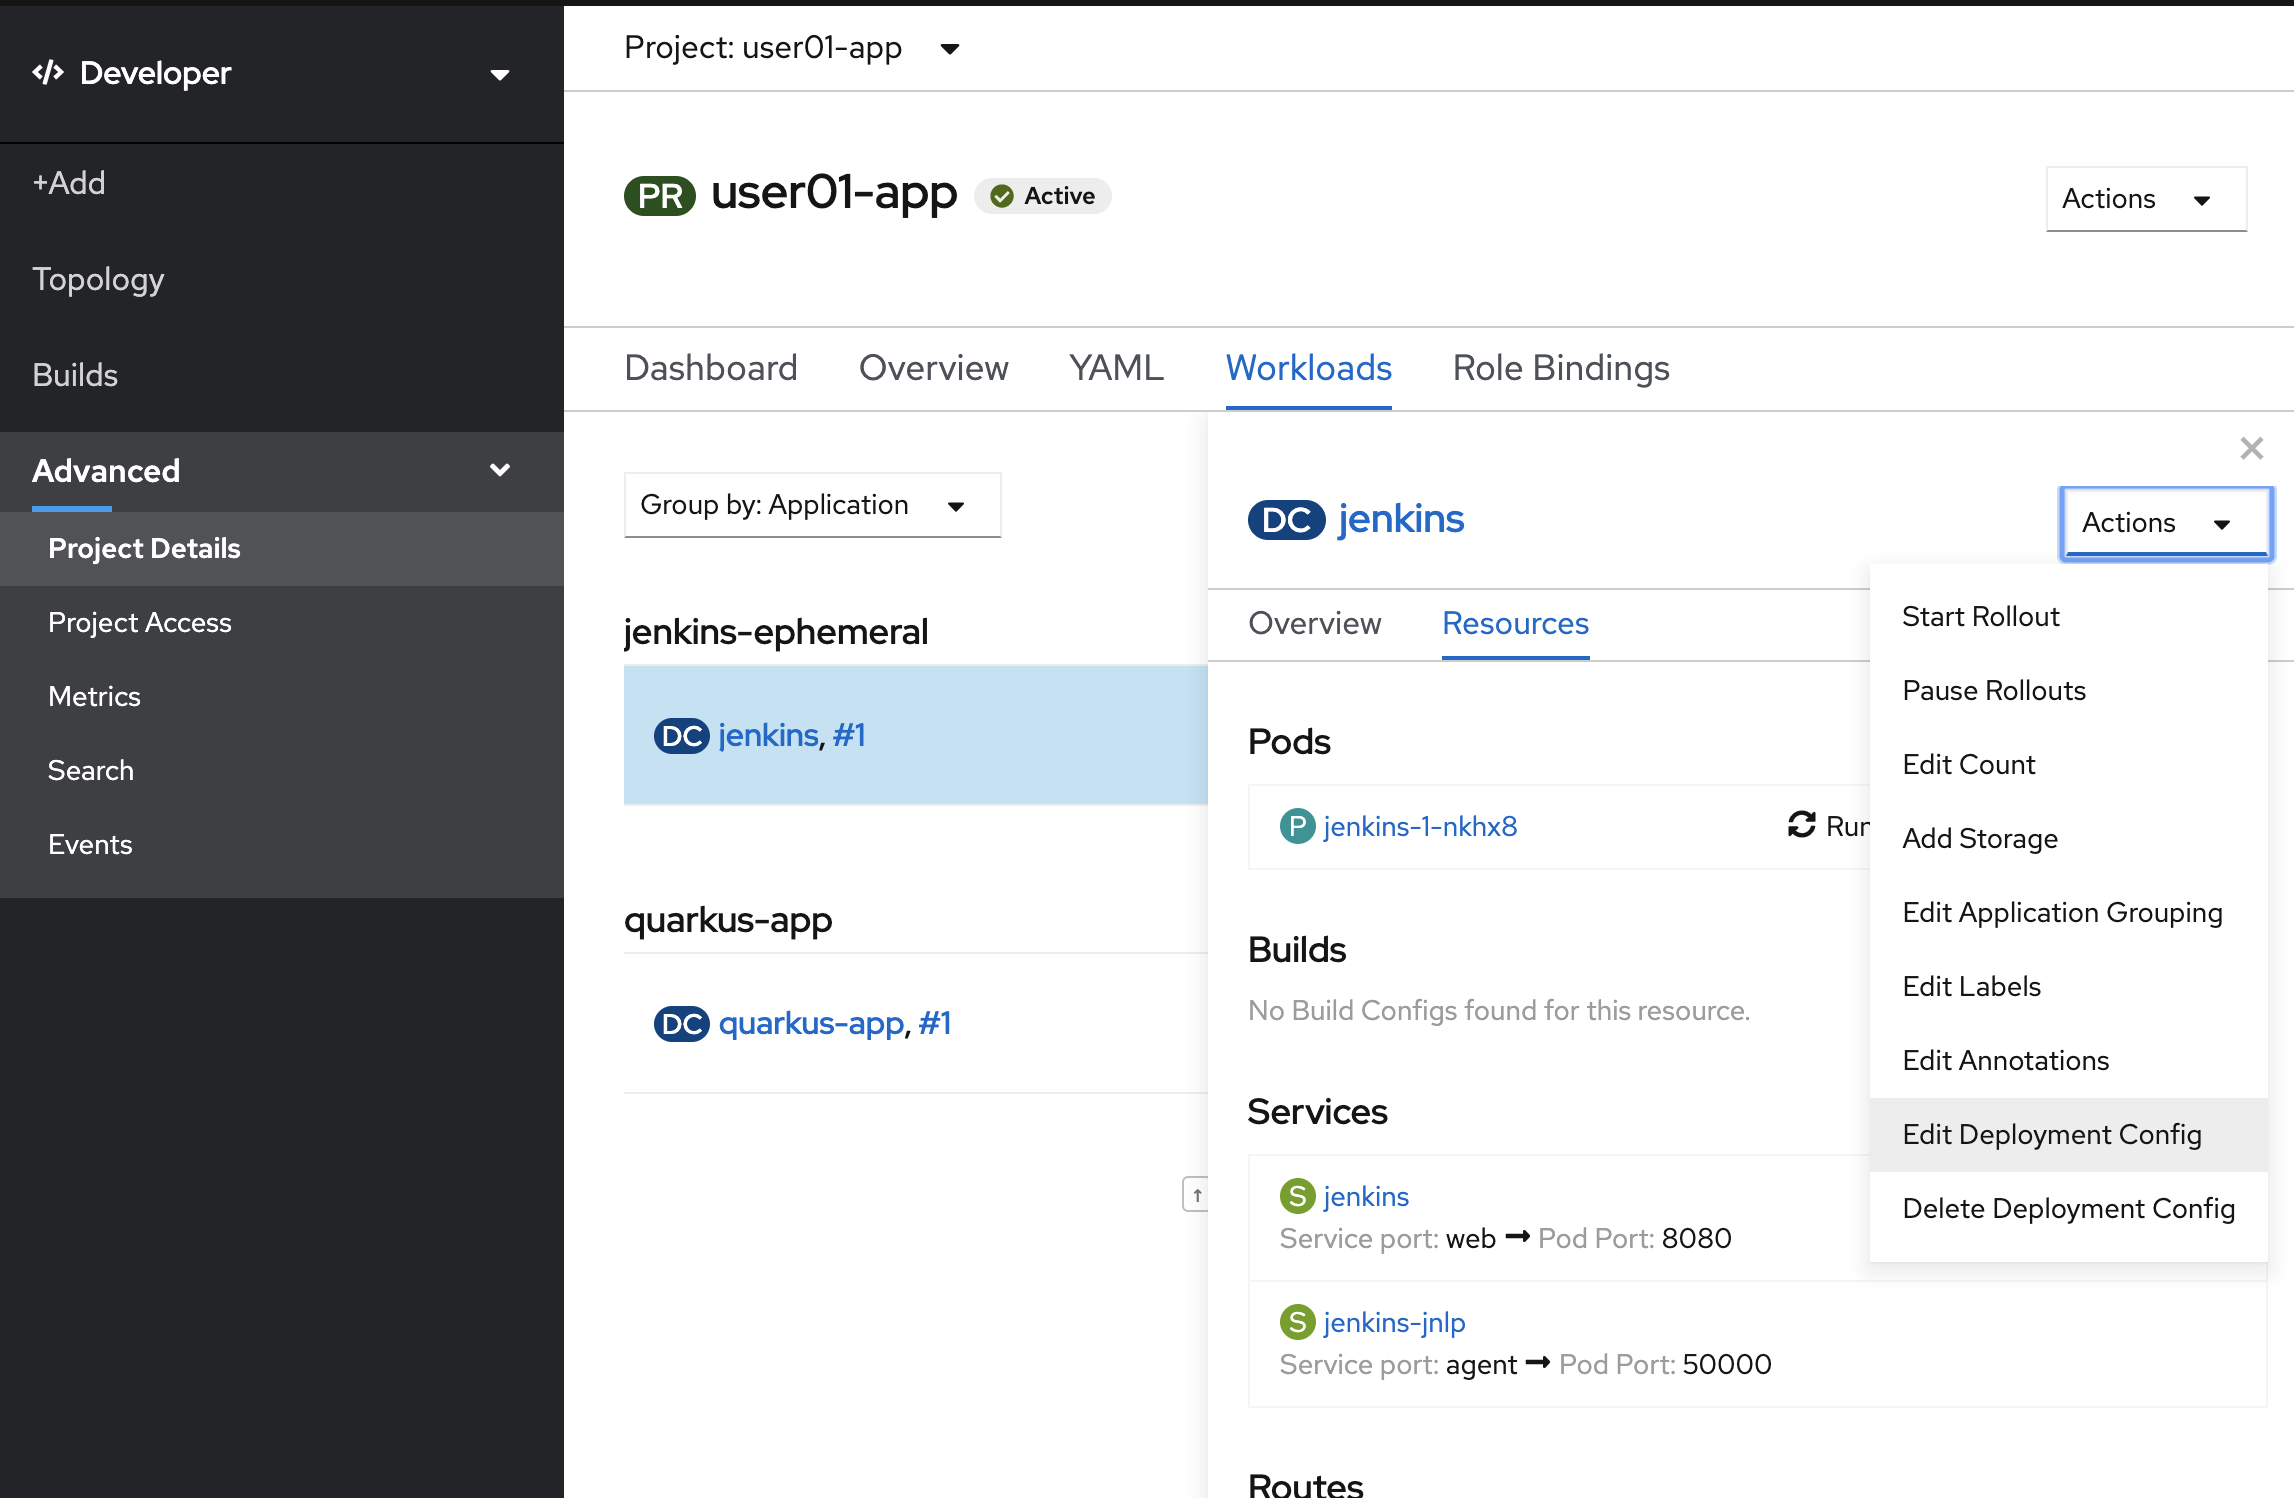 Developer
+Add
Topology
Builds
Advanced
Project Details
Project Access
Metrics
Search
Events
Project: user01-app
PR user01-app Active
Actions
Dashboard Overview YAML Workloads Role Bindings
Group by: Application
jenkins-ephemeral
DC jenkins, #1
quarkus-app
DC quarkus-app, #1
DC jenkins
Actions
Start Rollout
Pause Rollouts
Edit Count
Add Storage
Edit Application Grouping
Edit Labels
Edit Annotations
Edit Deployment Config
Delete Deployment Config
Overview Resources
Pods
P jenkins-1-nkhx8
Builds
No Build Configs found for this resource.
Services
S jenkins
Service port: web → Pod Port: 8080
S jenkins-jnlp
Service port: agent → Pod Port: 50000
Routes